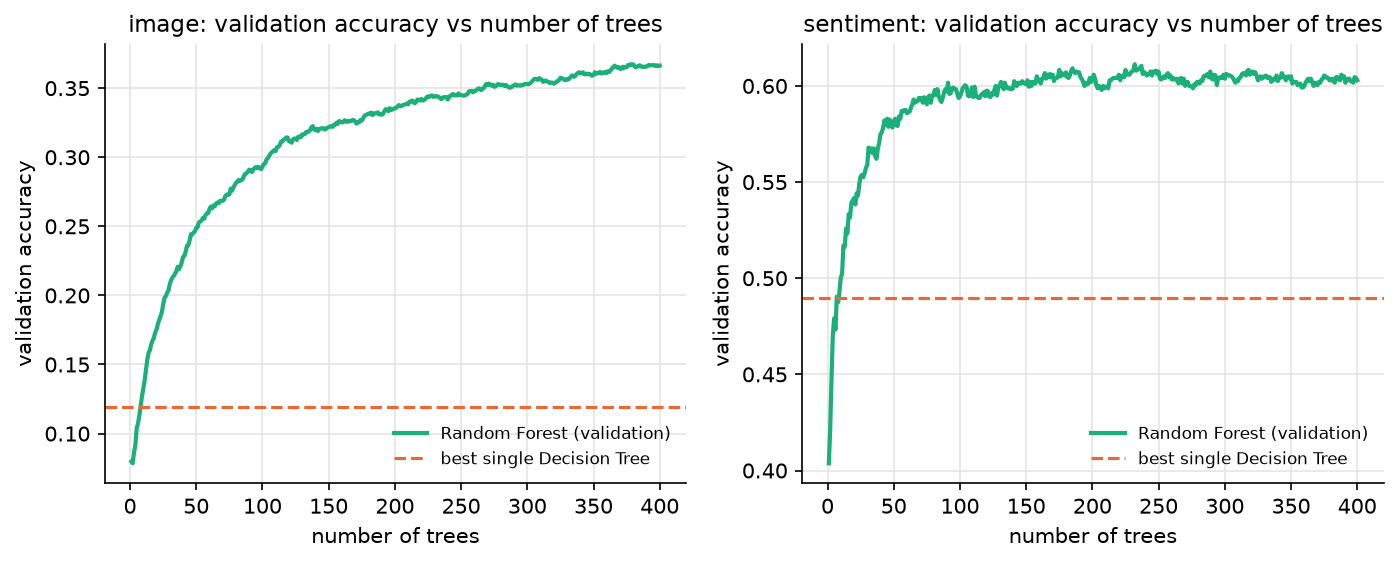 image: validation accuracy vs number of trees
validation accuracy
0.35
0.30
0.25
0.20
0.15
0.10
Random Forest (validation)
best single Decision Tree
0 50 100 150 200 250 300 350 400
number of trees
sentiment: validation accuracy vs number of trees
validation accuracy
0.60
0.55
0.50
0.45
0.40
Random Forest (validation)
best single Decision Tree
0 50 100 150 200 250 300 350 400
number of trees